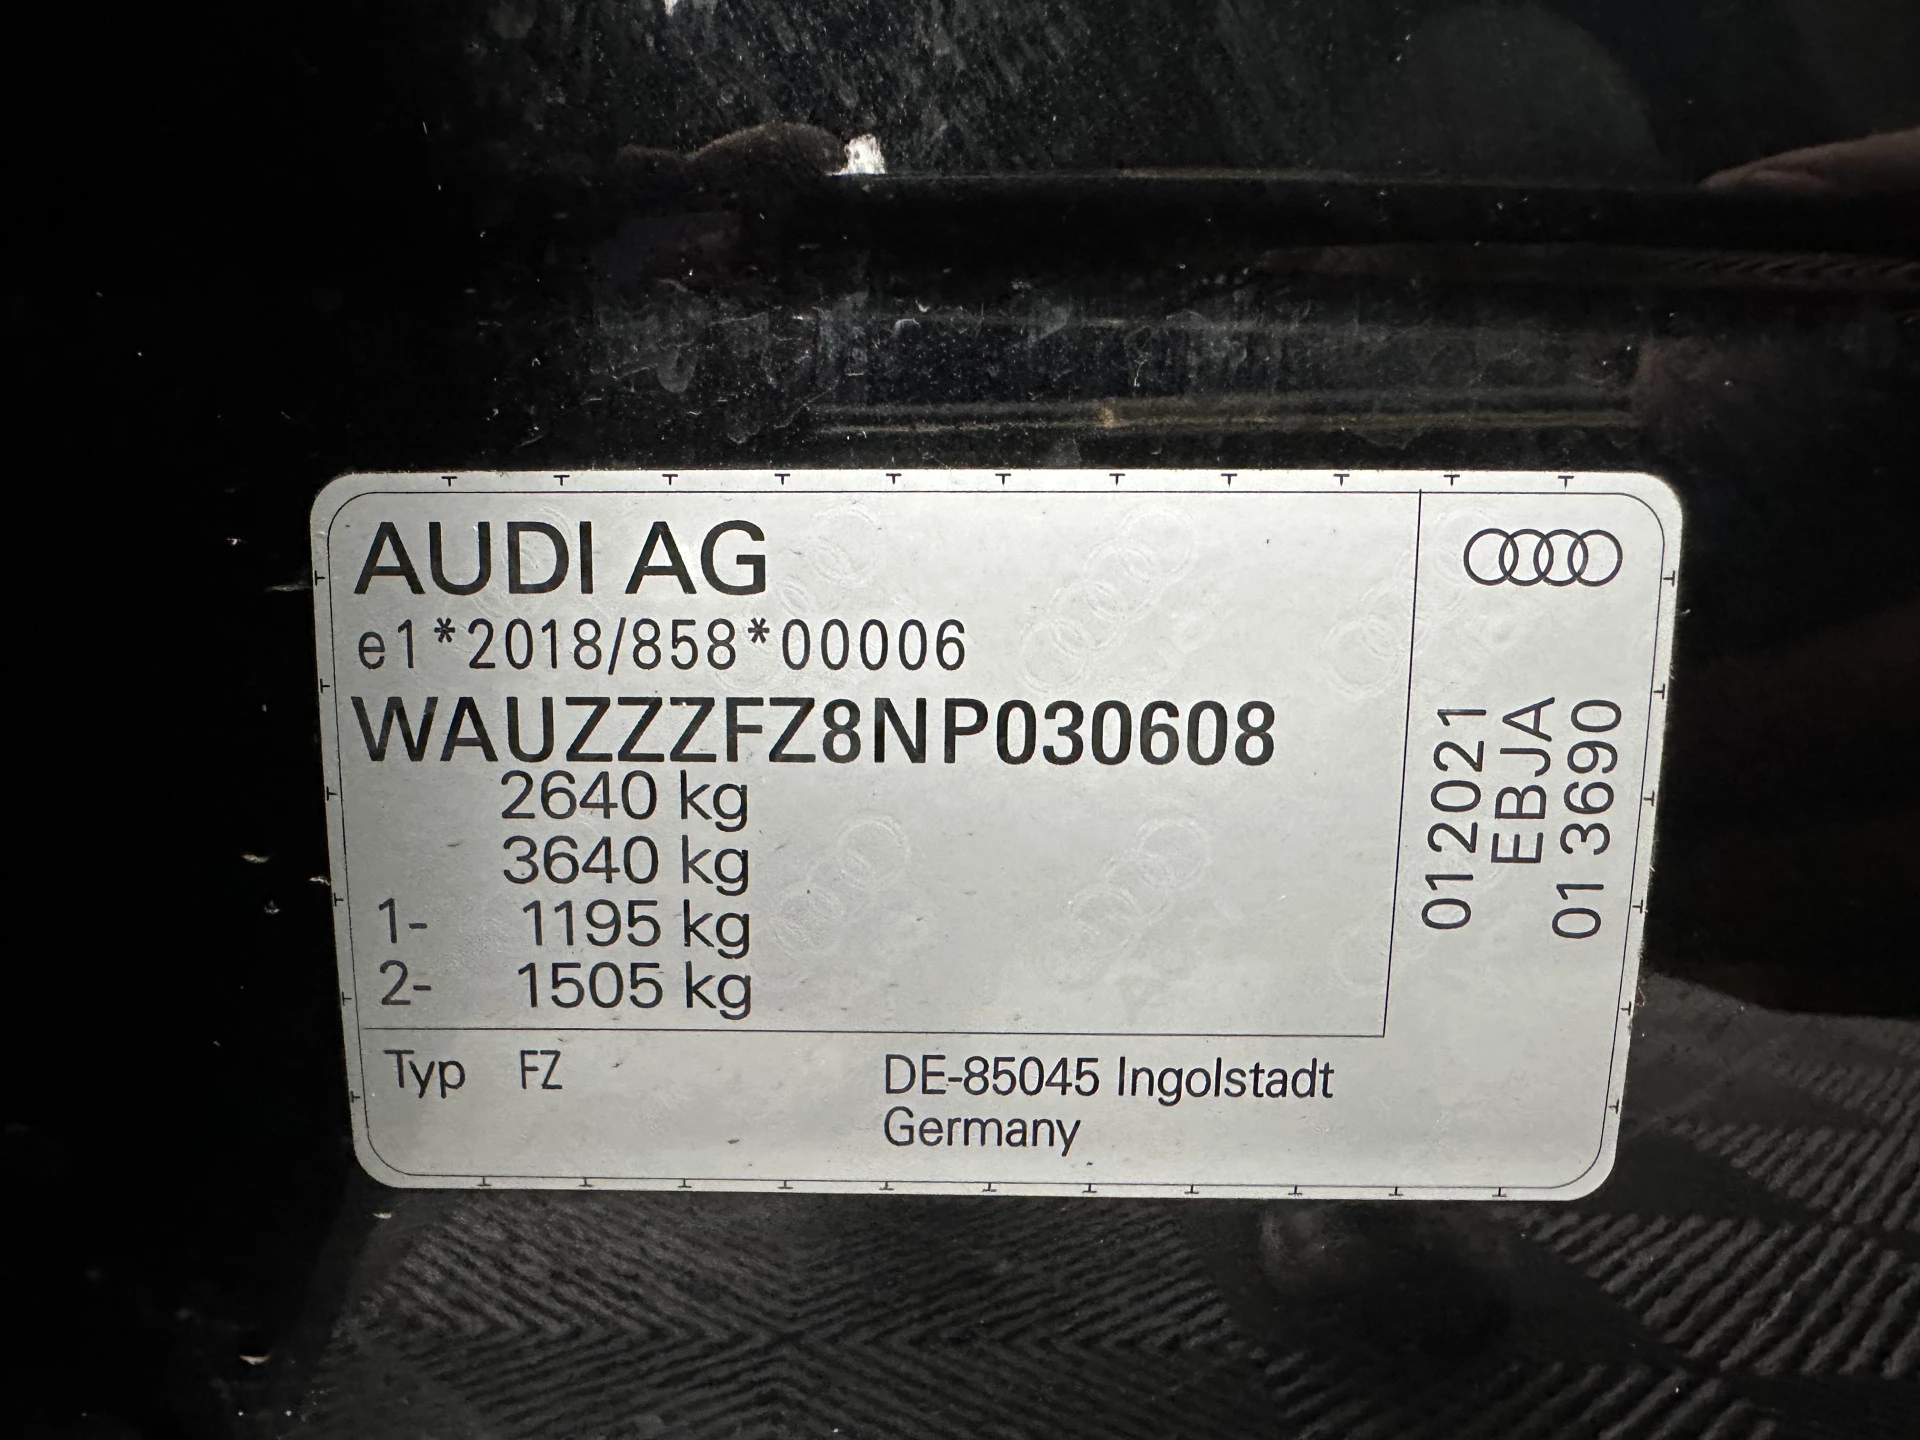 AUDI AG
e1*2018/858*00006
WAUZZZFZ8NP030608
2640 kg
3640 kg
1- 1195 kg
2- 1505 kg
Typ FZ
DE-85045 Ingolstadt
Germany
012021
EBJA
01 3690